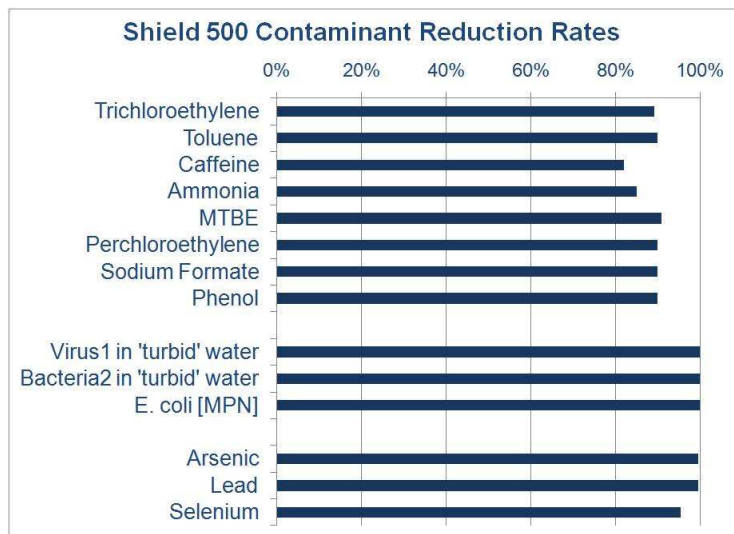 Shield 500 Contaminant Reduction Rates
0% 20% 40% 60% 80% 100%
Trichloroethylene
Toluene
Caffeine
Ammonia
MTBE
Perchloroethylene
Sodium Formate
Phenol
Virus1 in 'turbid' water
Bacteria2 in 'turbid' water
E. coli [MPN]
Arsenic
Lead
Selenium